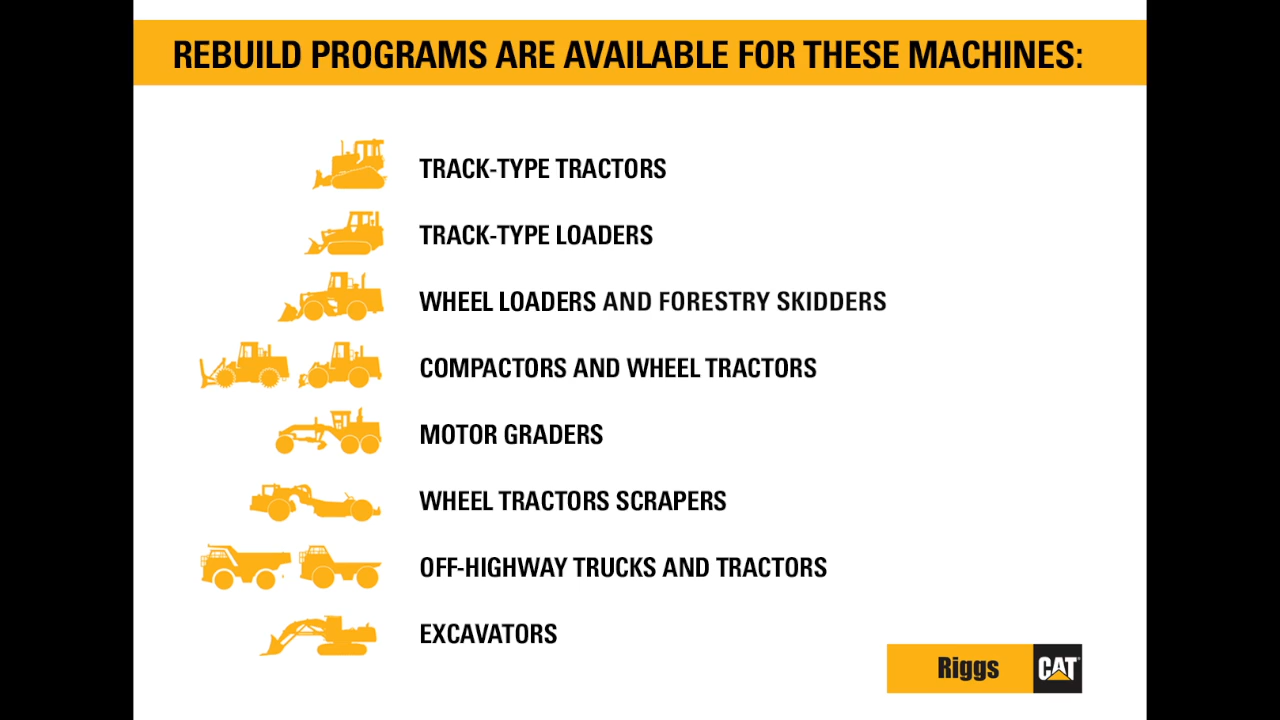 REBUILD PROGRAMS ARE AVAILABLE FOR THESE MACHINES:
TRACK-TYPE TRACTORS
TRACK-TYPE LOADERS
WHEEL LOADERS AND FORESTRY SKIDDERS
COMPACTORS AND WHEEL TRACTORS
MOTOR GRADERS
WHEEL TRACTORS SCRAPERS
OFF-HIGHWAY TRUCKS AND TRACTORS
EXCAVATORS
Riggs CAT